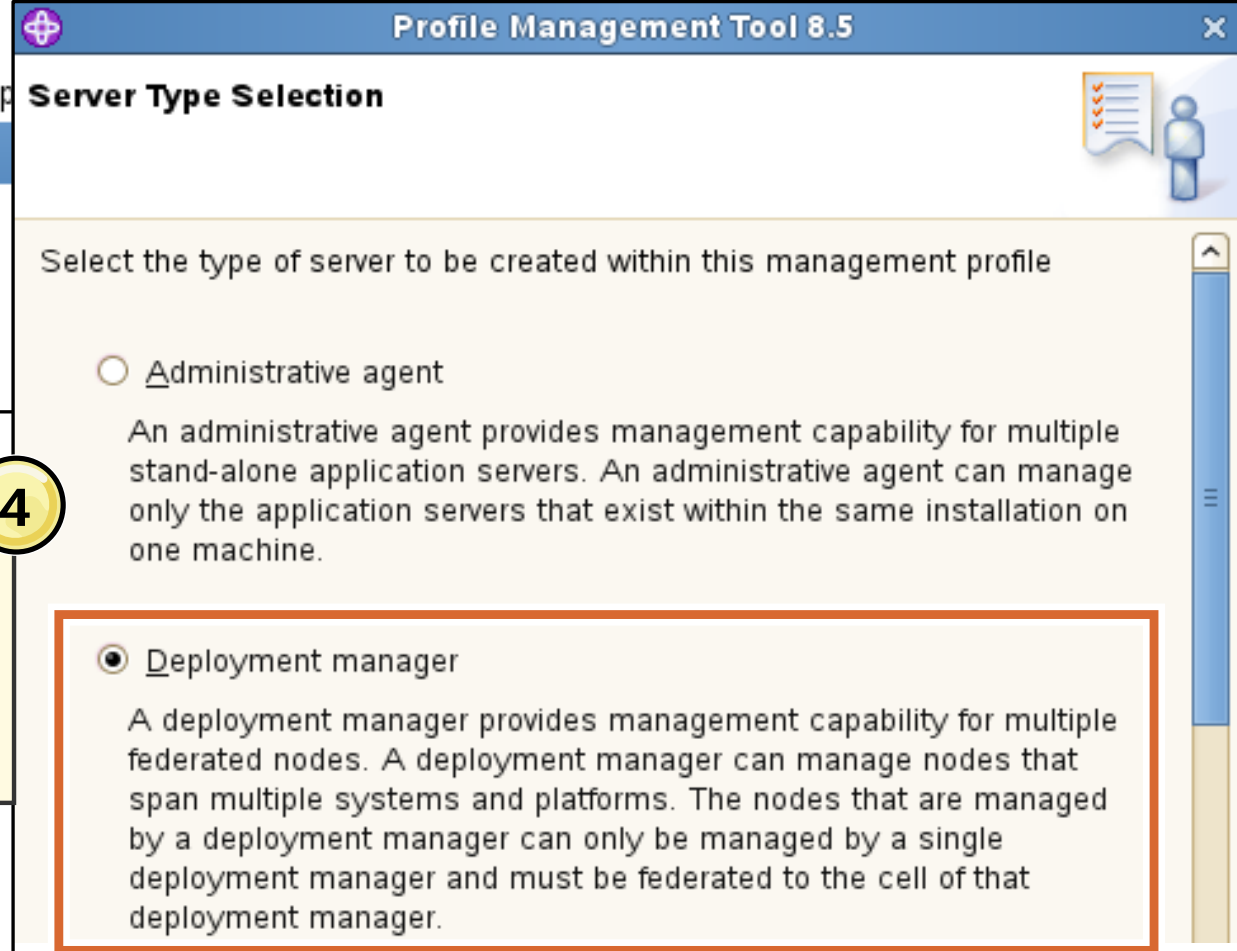 Profile Management Tool 8.5
Server Type Selection
Select the type of server to be created within this management profile
Administrative agent
An administrative agent provides management capability for multiple
stand-alone application servers. An administrative agent can manage
only the application servers that exist within the same installation on
one machine.
4
Deployment manager
A deployment manager provides management capability for multiple
federated nodes. A deployment manager can manage nodes that
span multiple systems and platforms. The nodes that are managed
by a deployment manager can only be managed by a single
deployment manager and must be federated to the cell of that
deployment manager.